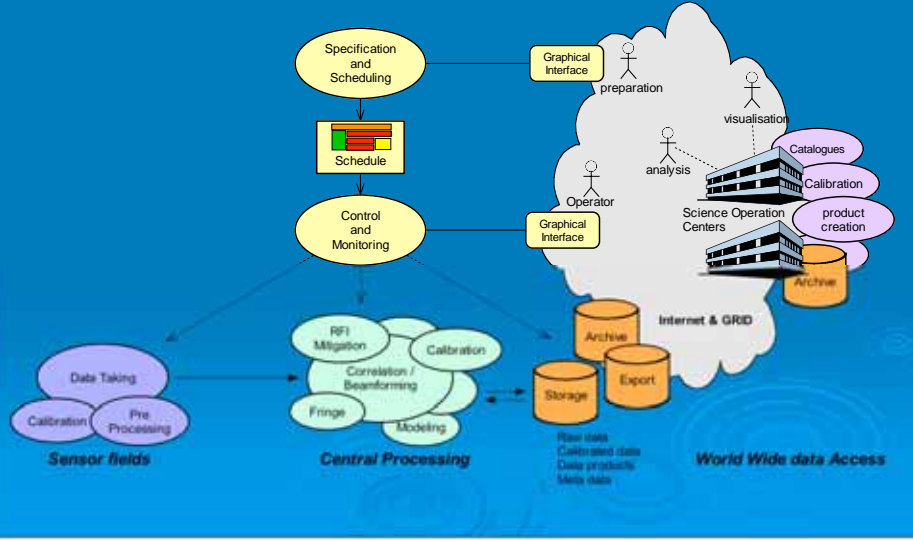 Specification
and
Scheduling
Graphical
Interface
preparation
visualisation
Schedule
analysis
Catalogues
Calibration
Operator
Science Operation
Centers
product
creation
Control
and
Monitoring
Graphical
Interface
Archive
Internet & GRID
RFI
Mitigation
Calibration
Archive
Data Taking
Correlation /
Beamforming
Export
Storage
Calibration
Pre
Processing
Fringe
Modeling
Raw data
Calibrated data
Data products
Meta data
Sensor fields
Central Processing
World Wide data Access